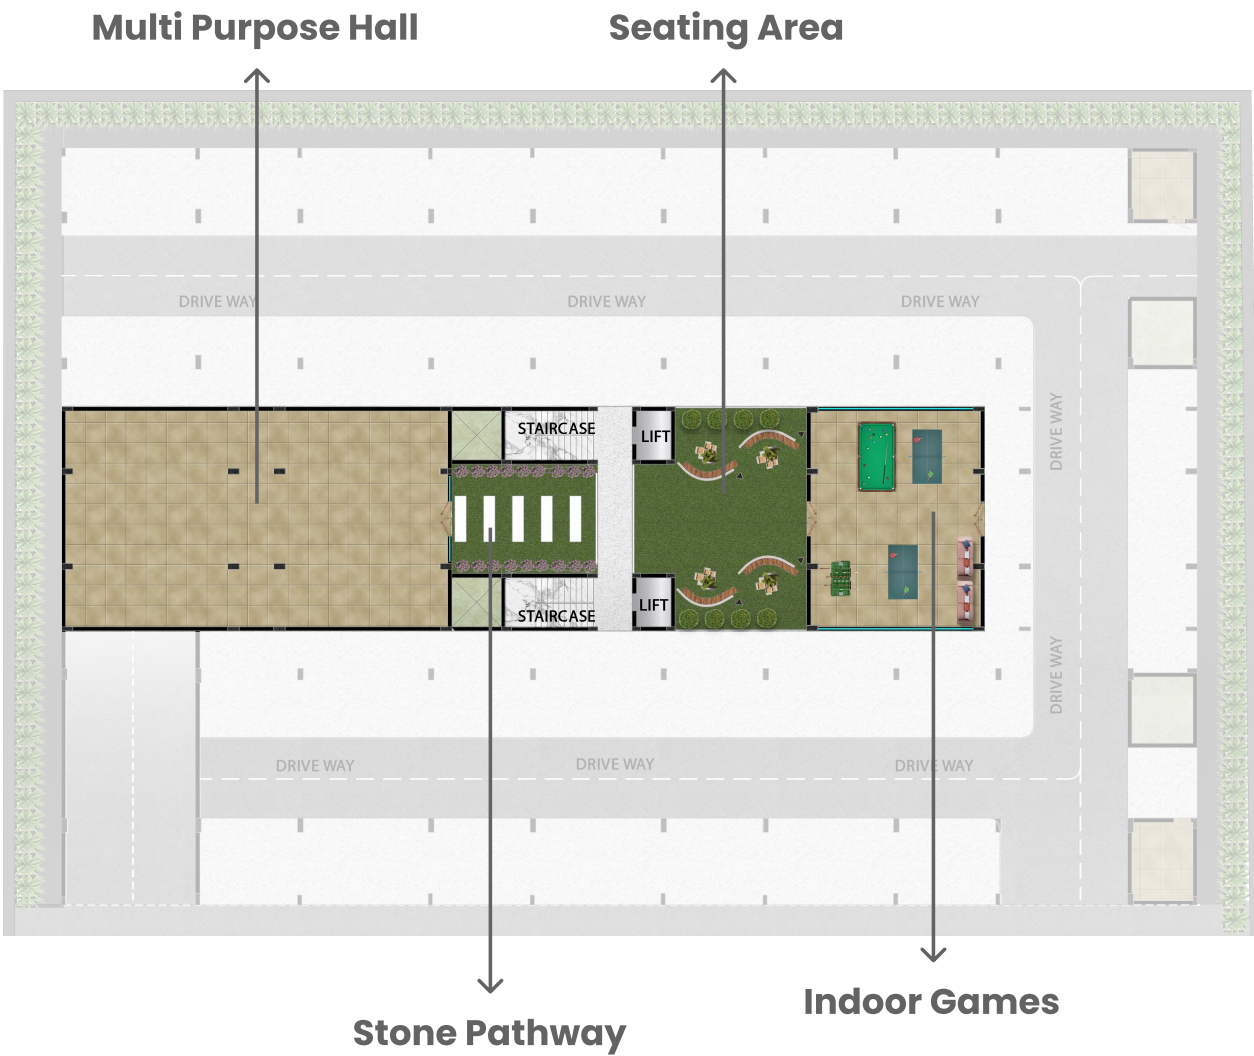 Multi Purpose Hall
Seating Area
DRIVE WAY
DRIVE WAY
DRIVE WAY
DRIVE WAY
STAIRCASE
LIFT
STAIRCASE
LIFT
DRIVE WAY
DRIVE WAY
DRIVE WAY
DRIVE WAY
Indoor Games
Stone Pathway